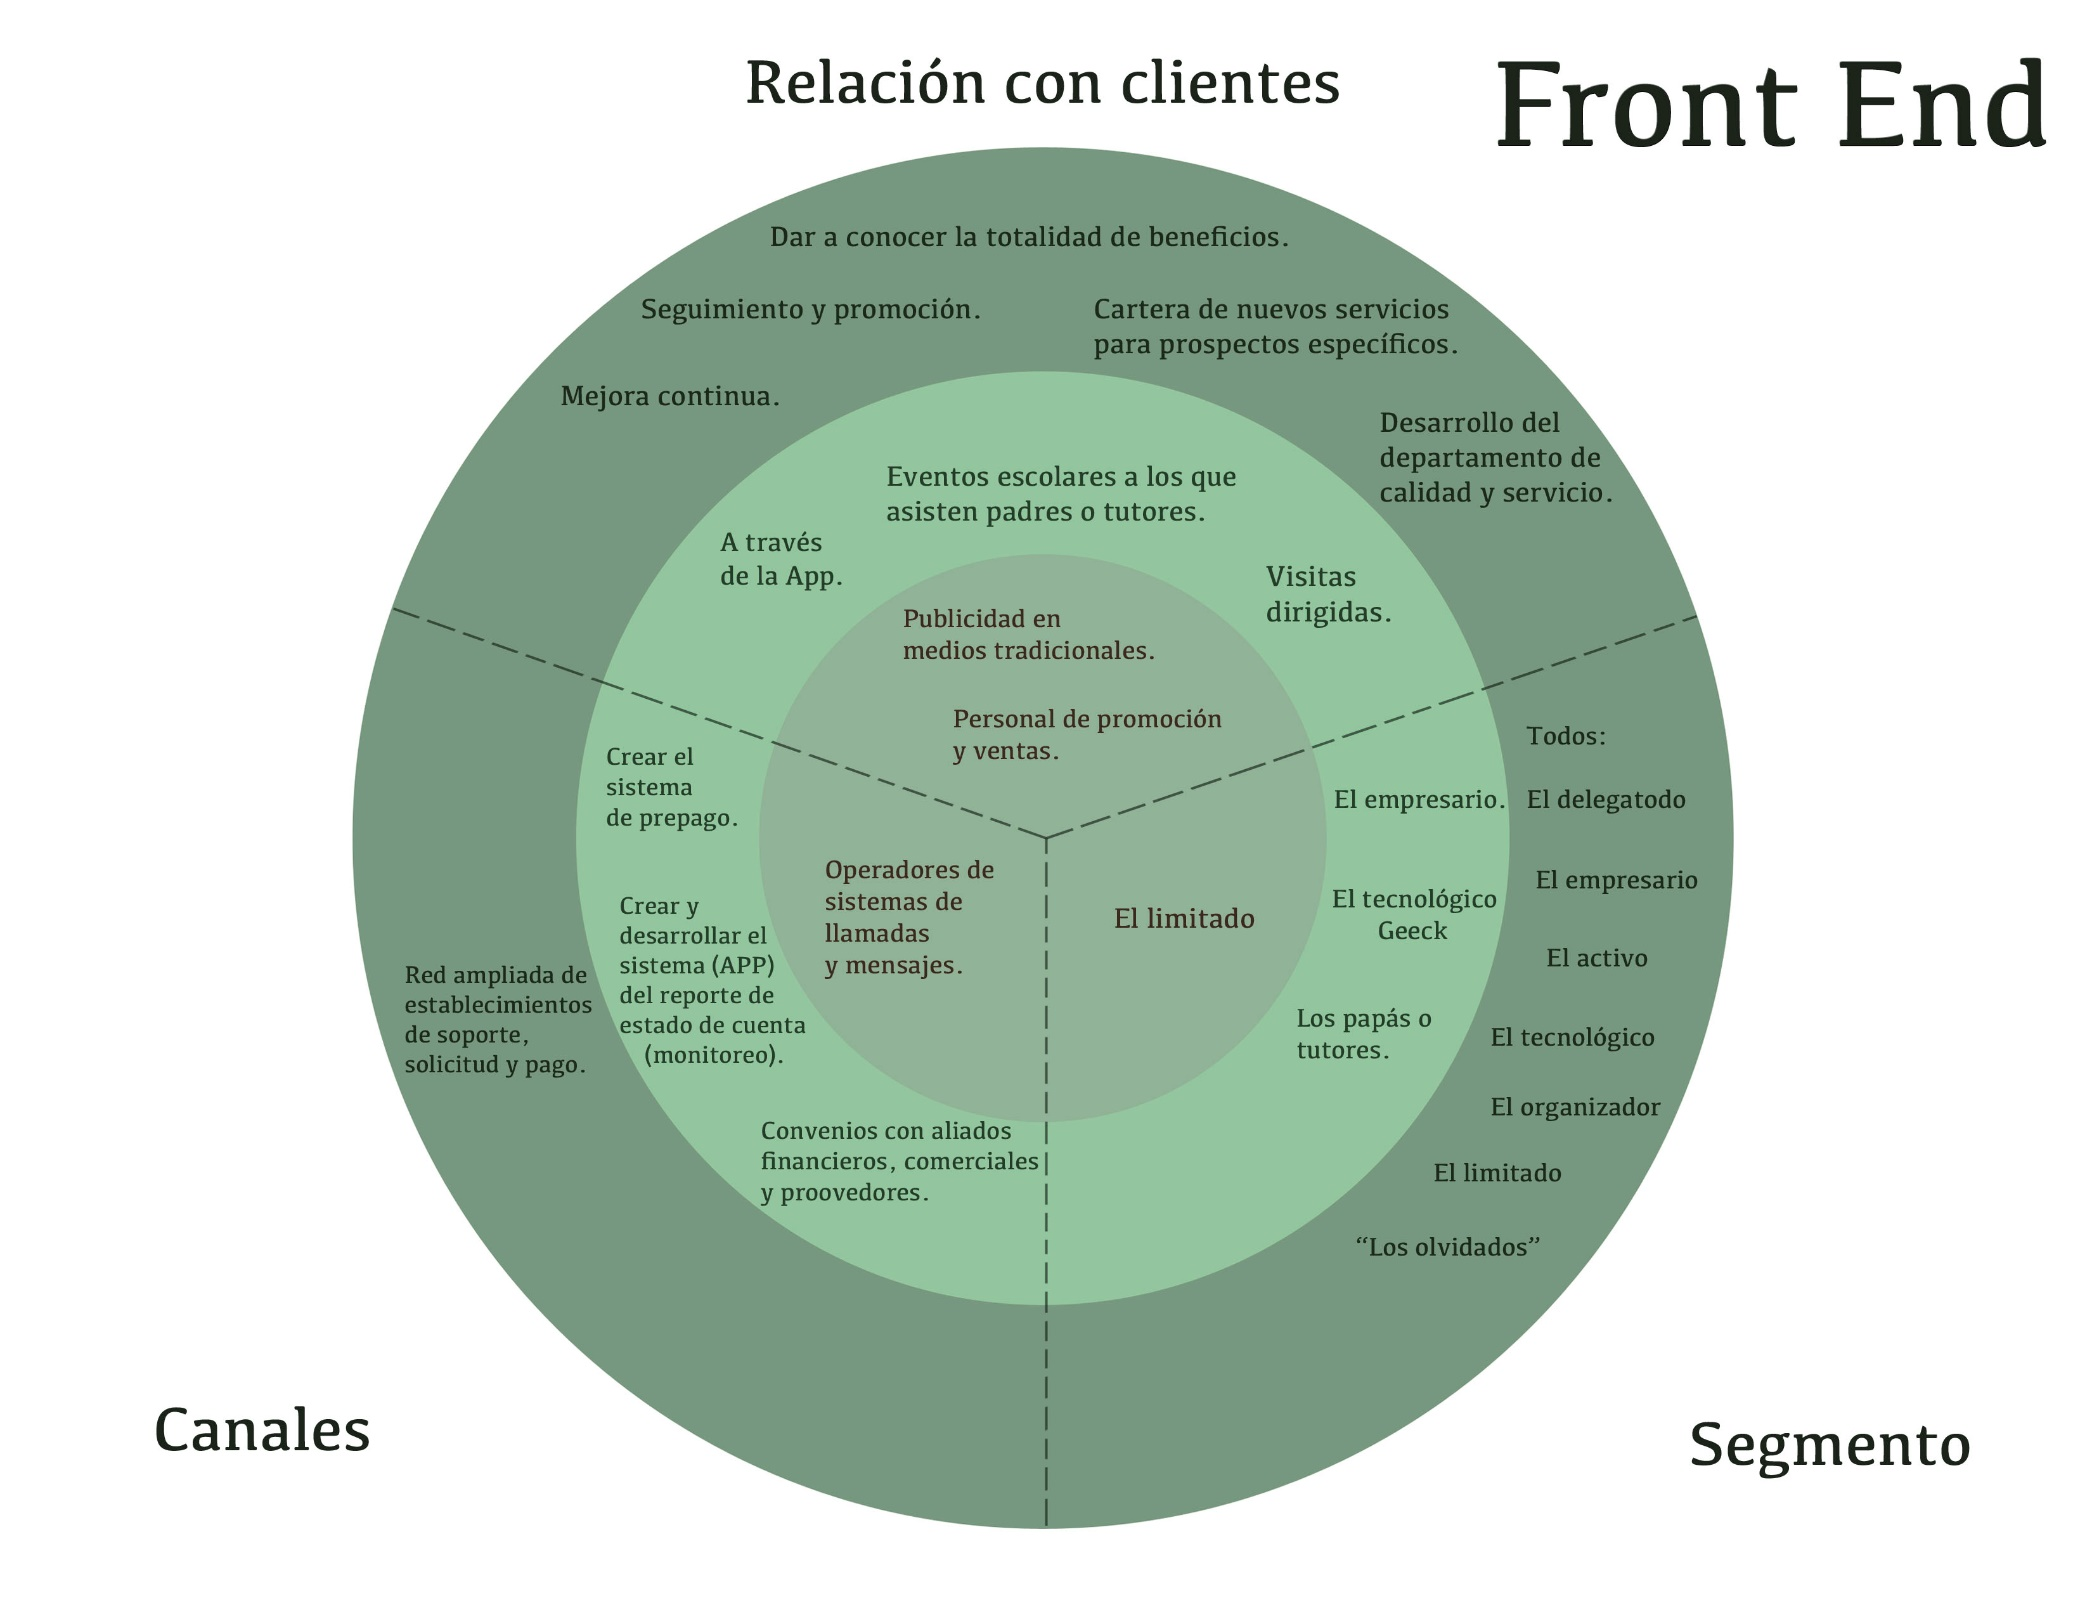 Relación con clientes
Front End
Dar a conocer la totalidad de beneficios.
Seguimiento y promoción.
Cartera de nuevos servicios
para prospectos específicos.
Mejora continua.
Desarrollo del
departamento de
calidad y servicio.
Eventos escolares a los que
asisten padres o tutores.
A través
de la App.
Visitas
dirigidas.
Publicidad en
medios tradicionales.
Personal de promoción
y ventas.
Crear el
sistema
de prepago.
Crear y
desarrollar el
sistema (APP)
del reporte de
estado de cuenta
(monitoreo).
Convenios con aliados
financieros, comerciales
y proovedores.
Operadores de
sistemas de
llamadas
y mensajes.
Red ampliada de
establecimientos
de soporte,
solicitud y pago.
El limitado
El empresario.
El tecnológico
Geeck
Los papás o
tutores.
Todos:
El delegatodo
El empresario
El activo
El tecnológico
El organizador
El limitado
“Los olvidados”
Canales
Segmento